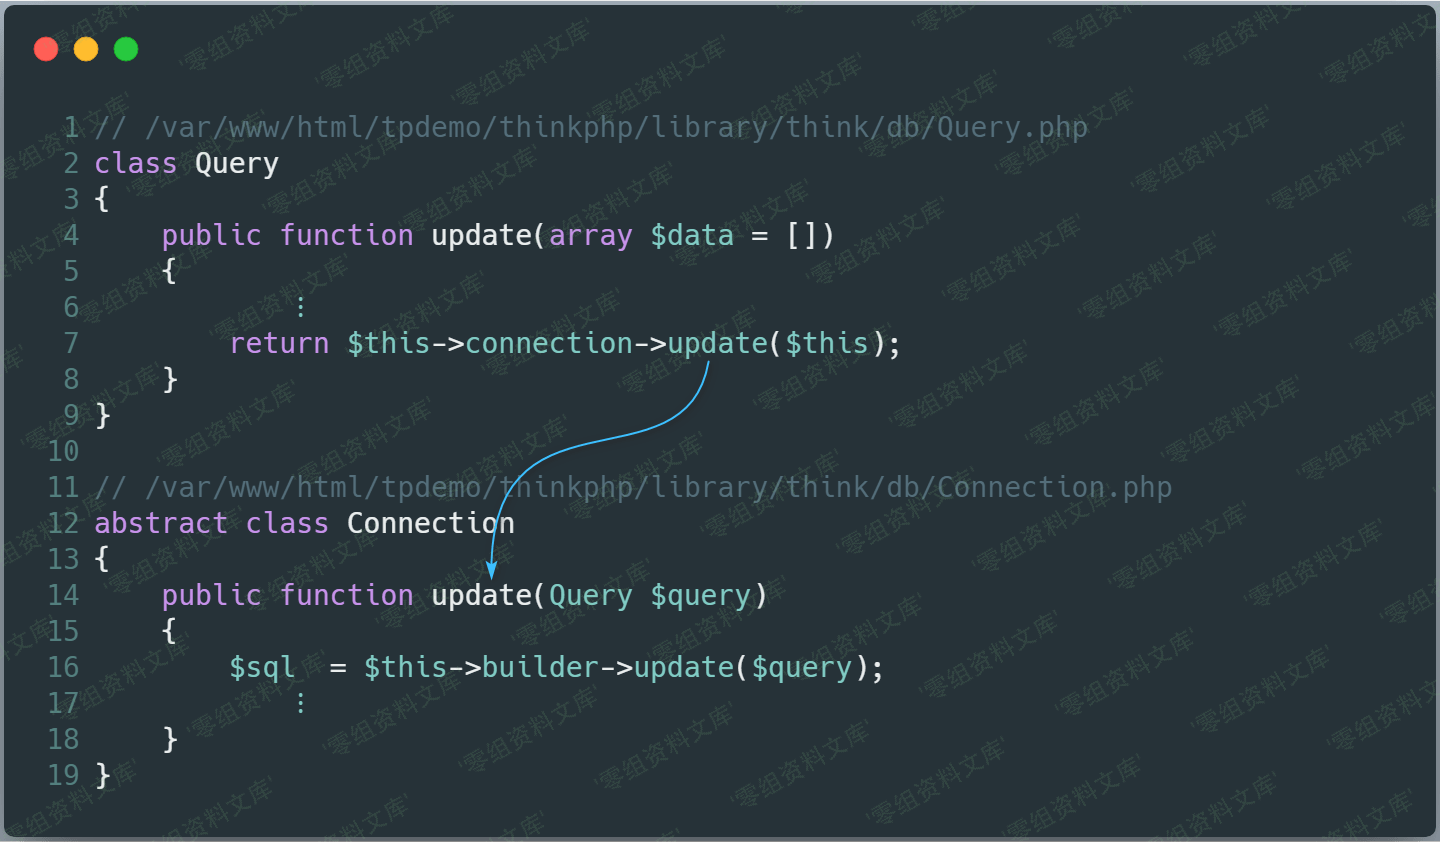 1 // /var/www/html/tpdemo/thinkphp/library/think/db/Query.php
2 class Query
3 {
4     public function update(array $data = [])
5     {
6             ⋮
7         return $this->connection->update($this);
8     }
9 }
10
11 // /var/www/html/tpdemo/thinkphp/library/think/db/Connection.php
12 abstract class Connection
13 {
14     public function update(Query $query)
15     {
16         $sql  = $this->builder->update($query);
17             ⋮
18     }
19 }
'零组资料文库'